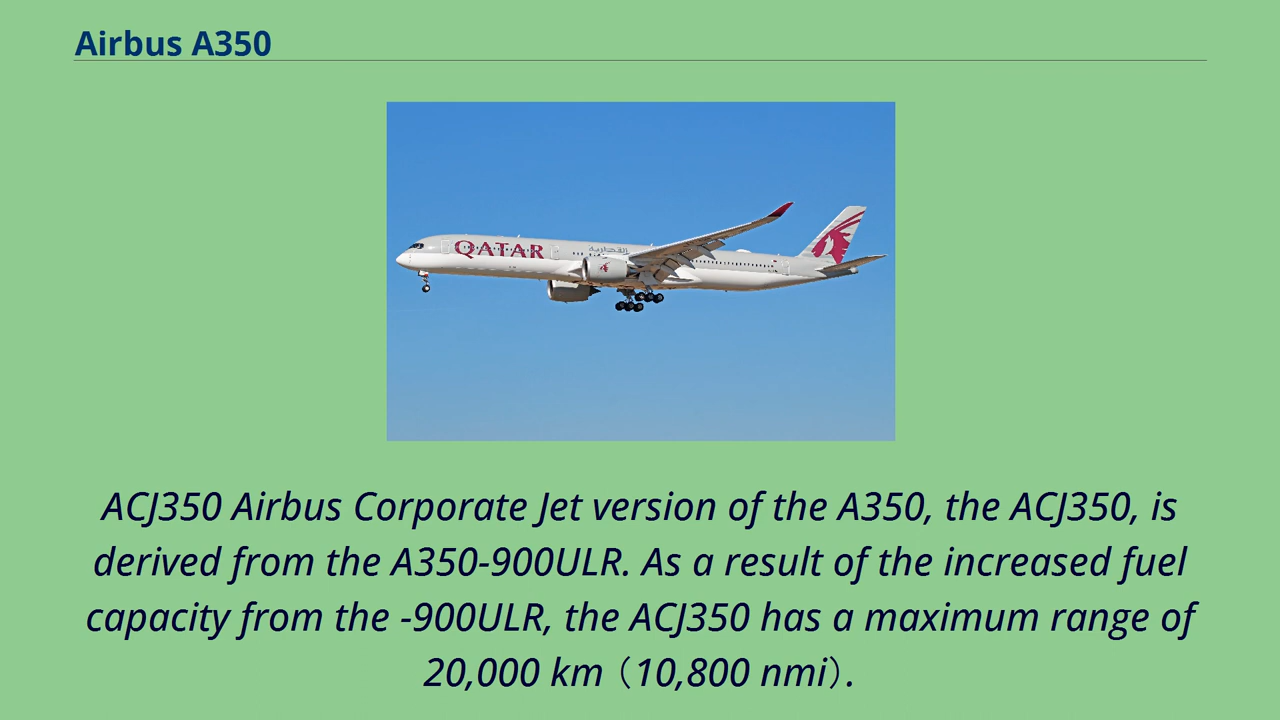 Airbus A350
QATAR
القطرية
ACJ350 Airbus Corporate Jet version of the A350, the ACJ350, is
derived from the A350-900ULR. As a result of the increased fuel
capacity from the -900ULR, the ACJ350 has a maximum range of
20,000 km（10,800 nmi）.